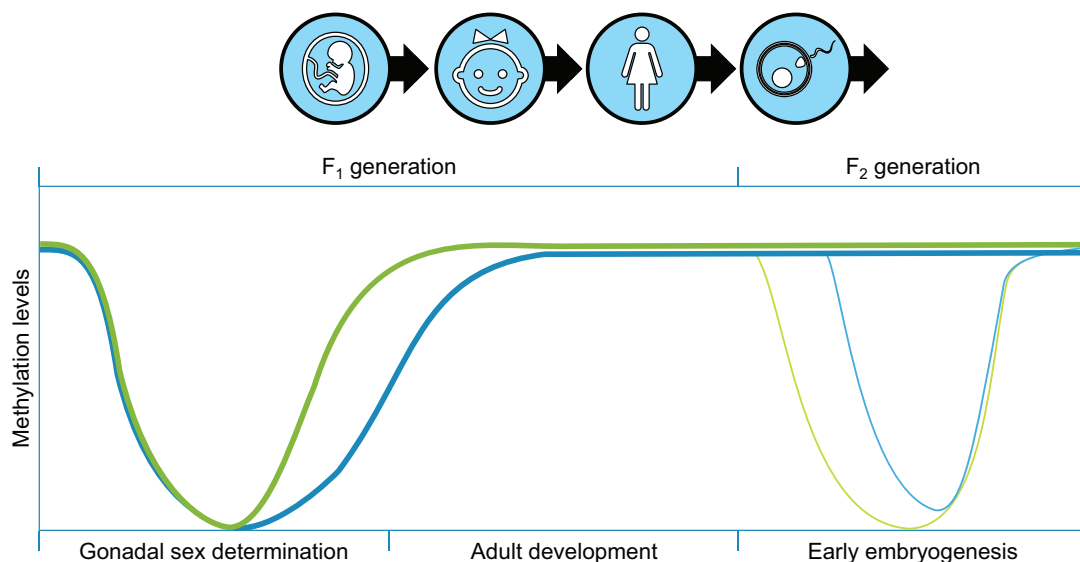 F₁ generation
F₂ generation
Methylation levels
Gonadal sex determination
Adult development
Early embryogenesis